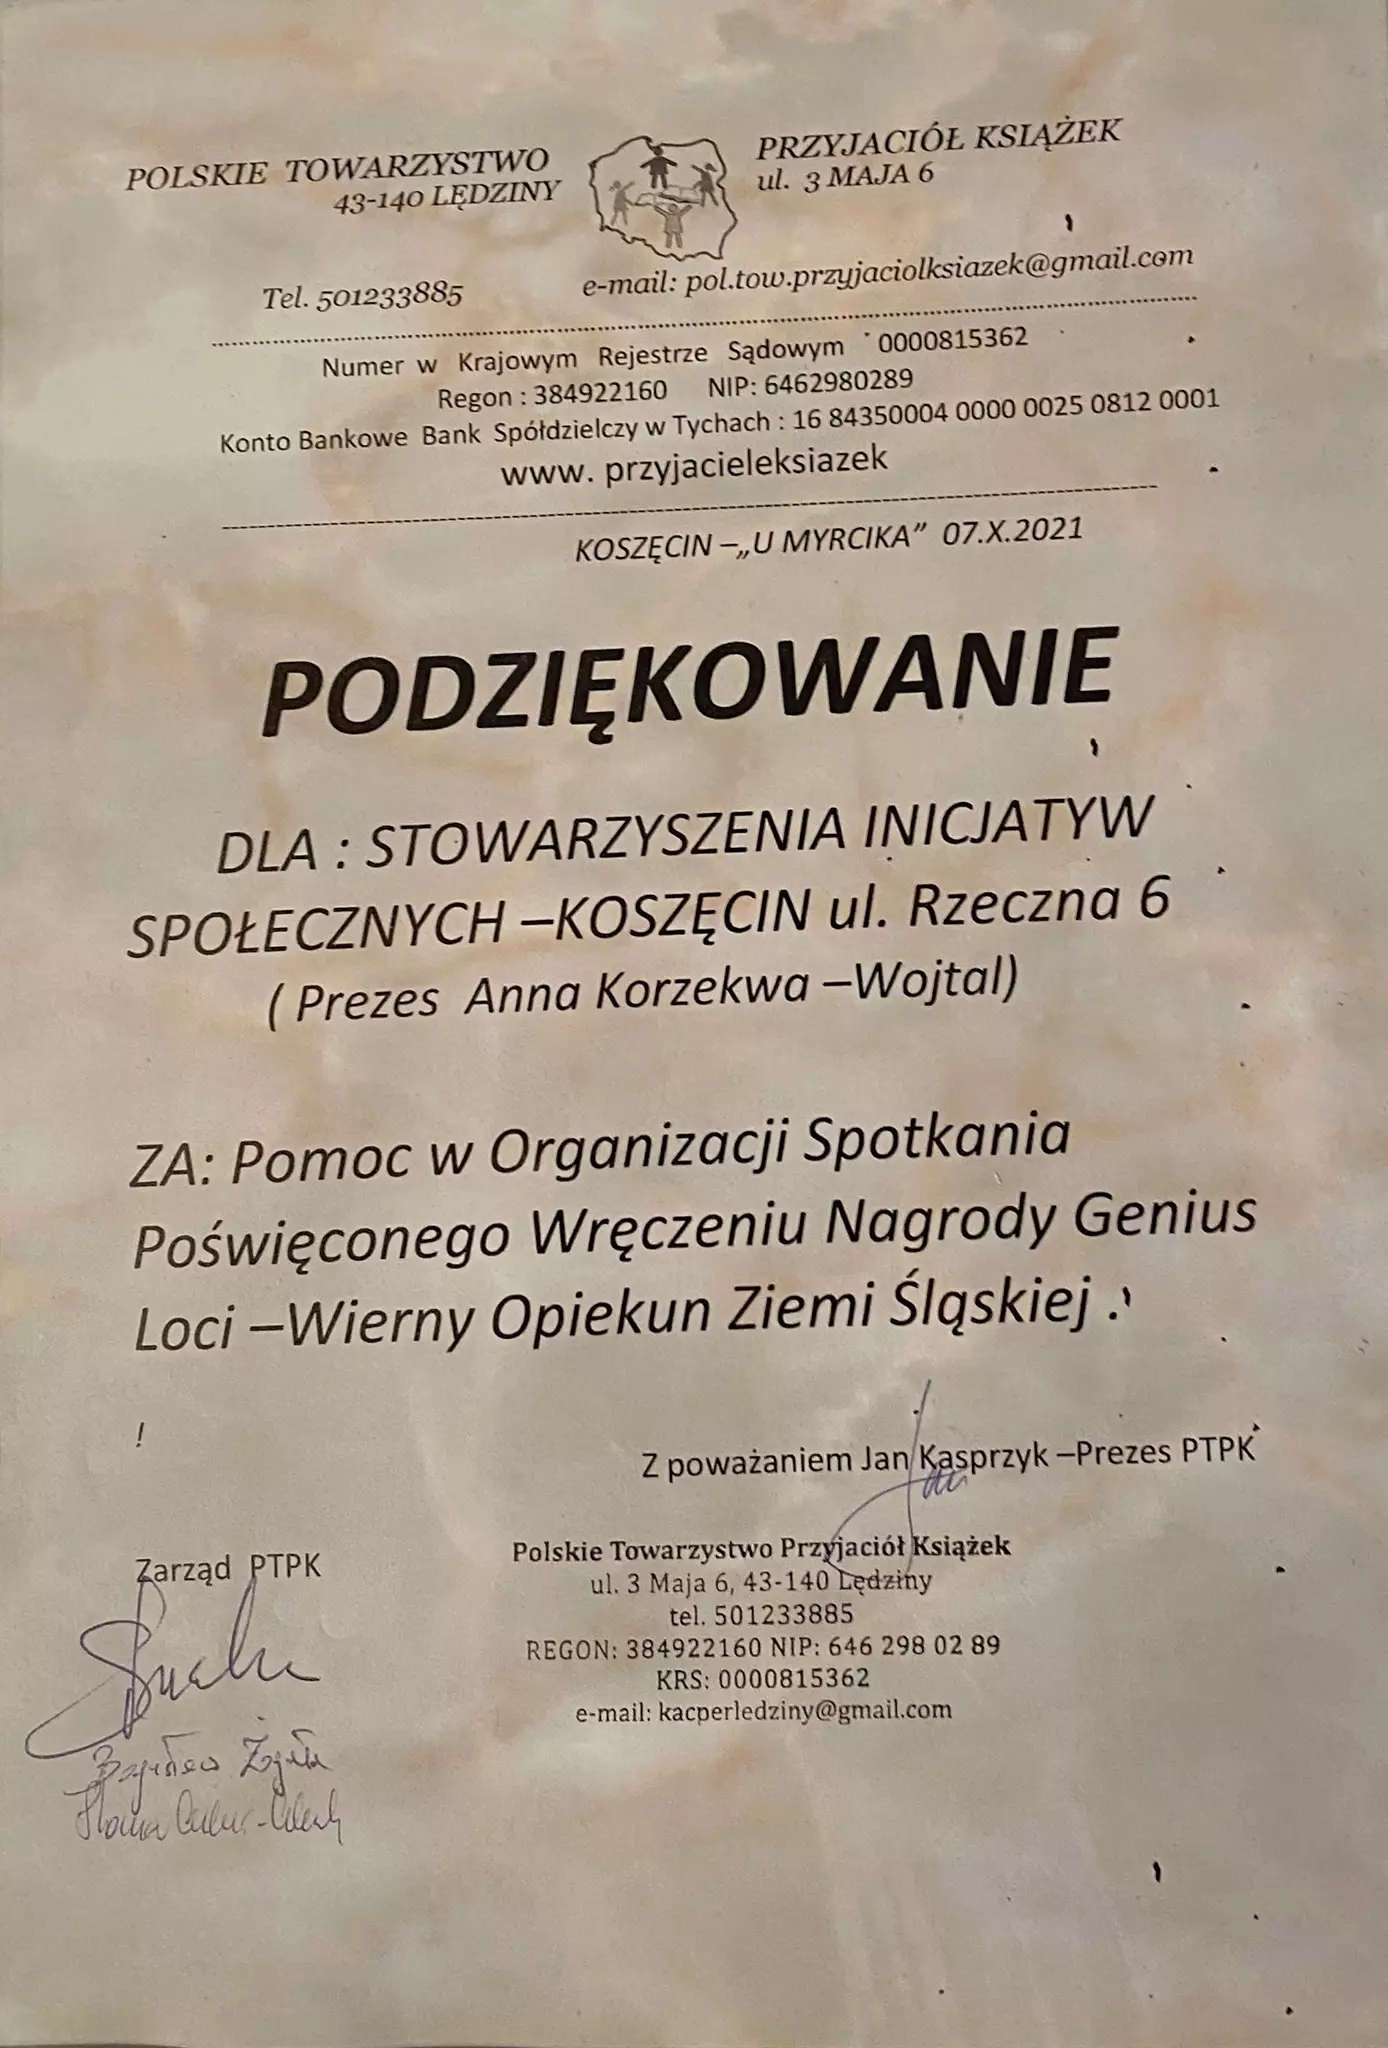 POLSKIE TOWARZYSTWO PRZYJACIÓŁ KSIĄŻEK
43-140 LĘDZINY ul. 3 MAJA 6
Tel. 501233885 e-mail: pol.tow.przyjaciolksiazek@gmail.com
Numer w Krajowym Rejestrze Sądowym 0000815362
Regon : 384922160 NIP: 6462980289
Konto Bankowe Bank Spółdzielczy w Tychach : 16 84350004 0000 0025 0812 0001
www. przyjacieleksiazek
KOSZĘCIN –„U MYRCIKA” 07.X.2021
PODZIĘKOWANIE
DLA : STOWARZYSZENIA INICJATYW
SPOŁECZNYCH –KOSZĘCIN ul. Rzeczna 6
( Prezes Anna Korzekwa –Wojtal)
ZA: Pomoc w Organizacji Spotkania
Poświęconego Wręczeniu Nagrody Genius
Loci –Wierny Opiekun Ziemi Śląskiej .
!
Z poważaniem Jan Kasprzyk –Prezes PTPK
Zarząd PTPK
Polskie Towarzystwo Przyjaciół Książek
ul. 3 Maja 6, 43-140 Lędziny
tel. 501233885
REGON: 384922160 NIP: 646 298 02 89
KRS: 0000815362
e-mail: kacperledziny@gmail.com